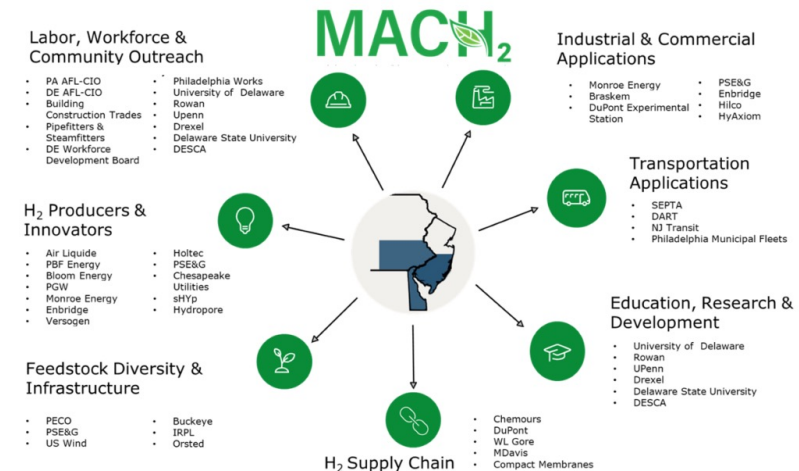 MACH2
Labor, Workforce &
Community Outreach
• PA AFL-CIO
• DE AFL-CIO
• Building
Construction Trades
• Pipefitters &
Steamfitters
• DE Workforce
Development Board
• Philadelphia Works
• University of Delaware
• Rowan
• Upenn
• Drexel
• Delaware State University
• DESCA
Industrial & Commercial
Applications
• Monroe Energy
• Braskem
• DuPont Experimental
Station
• PSE&G
• Enbridge
• Hilco
• HyAxiom
Transportation
Applications
• SEPTA
• DART
• NJ Transit
• Philadelphia Municipal Fleets
H2 Producers &
Innovators
• Air Liquide
• PBF Energy
• Bloom Energy
• PGW
• Monroe Energy
• Enbridge
• Versogen
• Holtec
• PSE&G
• Chesapeake
Utilities
• sHYp
• Hydropore
Education, Research &
Development
• University of Delaware
• Rowan
• UPenn
• Drexel
• Delaware State University
• DESCA
Feedstock Diversity &
Infrastructure
• PECO
• PSE&G
• US Wind
• Buckeye
• IRPL
• Orsted
H2 Supply Chain
• Chemours
• DuPont
• WL Gore
• MDavis
• Compact Membranes